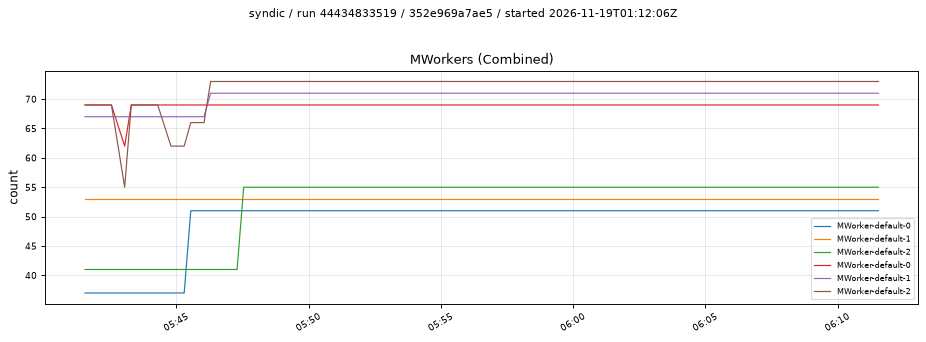 syndic / run 44434833519 / 352e969a7ae5 / started 2026-11-19T01:12:06Z
MWorkers (Combined)
count
70
65
60
55
50
45
40
05:45
05:50
05:55
06:00
06:05
06:10
MWorker-default-0
MWorker-default-1
MWorker-default-2
MWorker-default-0
MWorker-default-1
MWorker-default-2